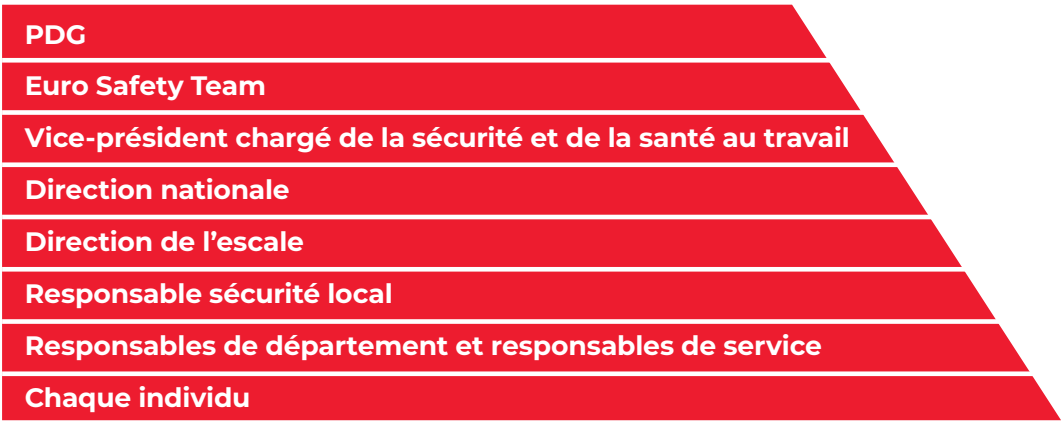 PDG
Euro Safety Team
Vice-président chargé de la sécurité et de la santé au travail
Direction nationale
Direction de l’escale
Responsable sécurité local
Responsables de département et responsables de service
Chaque individu